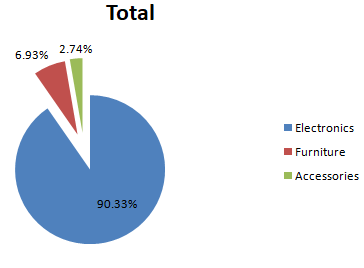 Total
6.93%
2.74%
90.33%
Electronics
Furniture
Accessories